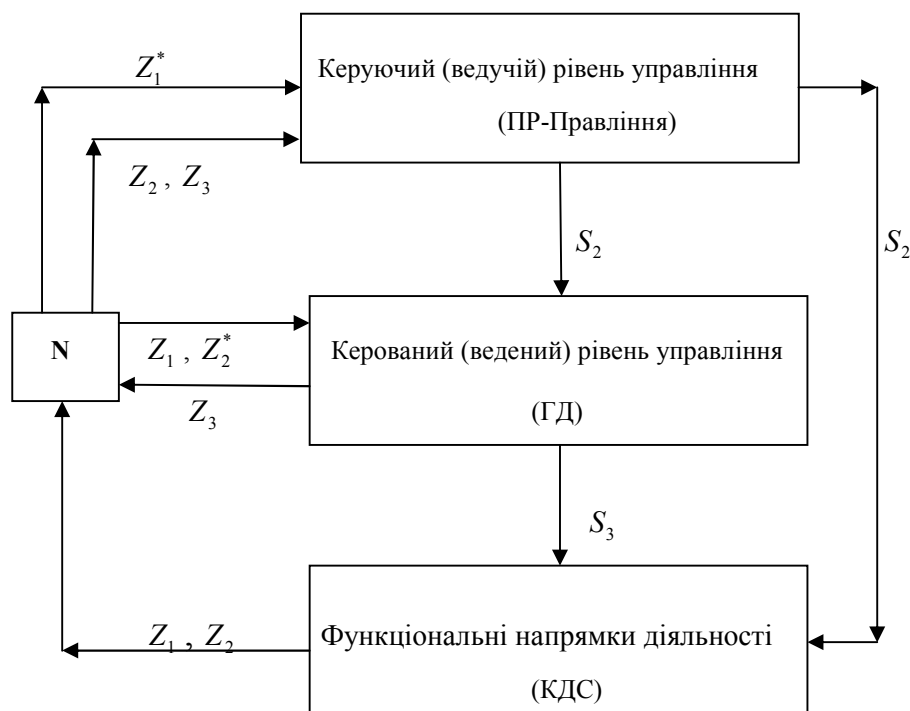 Z₁*
Керуючий (ведучій) рівень управління
(ПР-Правління)
Z₂ , Z₃
S₂
S₂
N
Z₁ , Z₂*
Керований (ведений) рівень управління
Z₃
(ГД)
S₃
Z₁ , Z₂
Функціональні напрямки діяльності
(КДС)